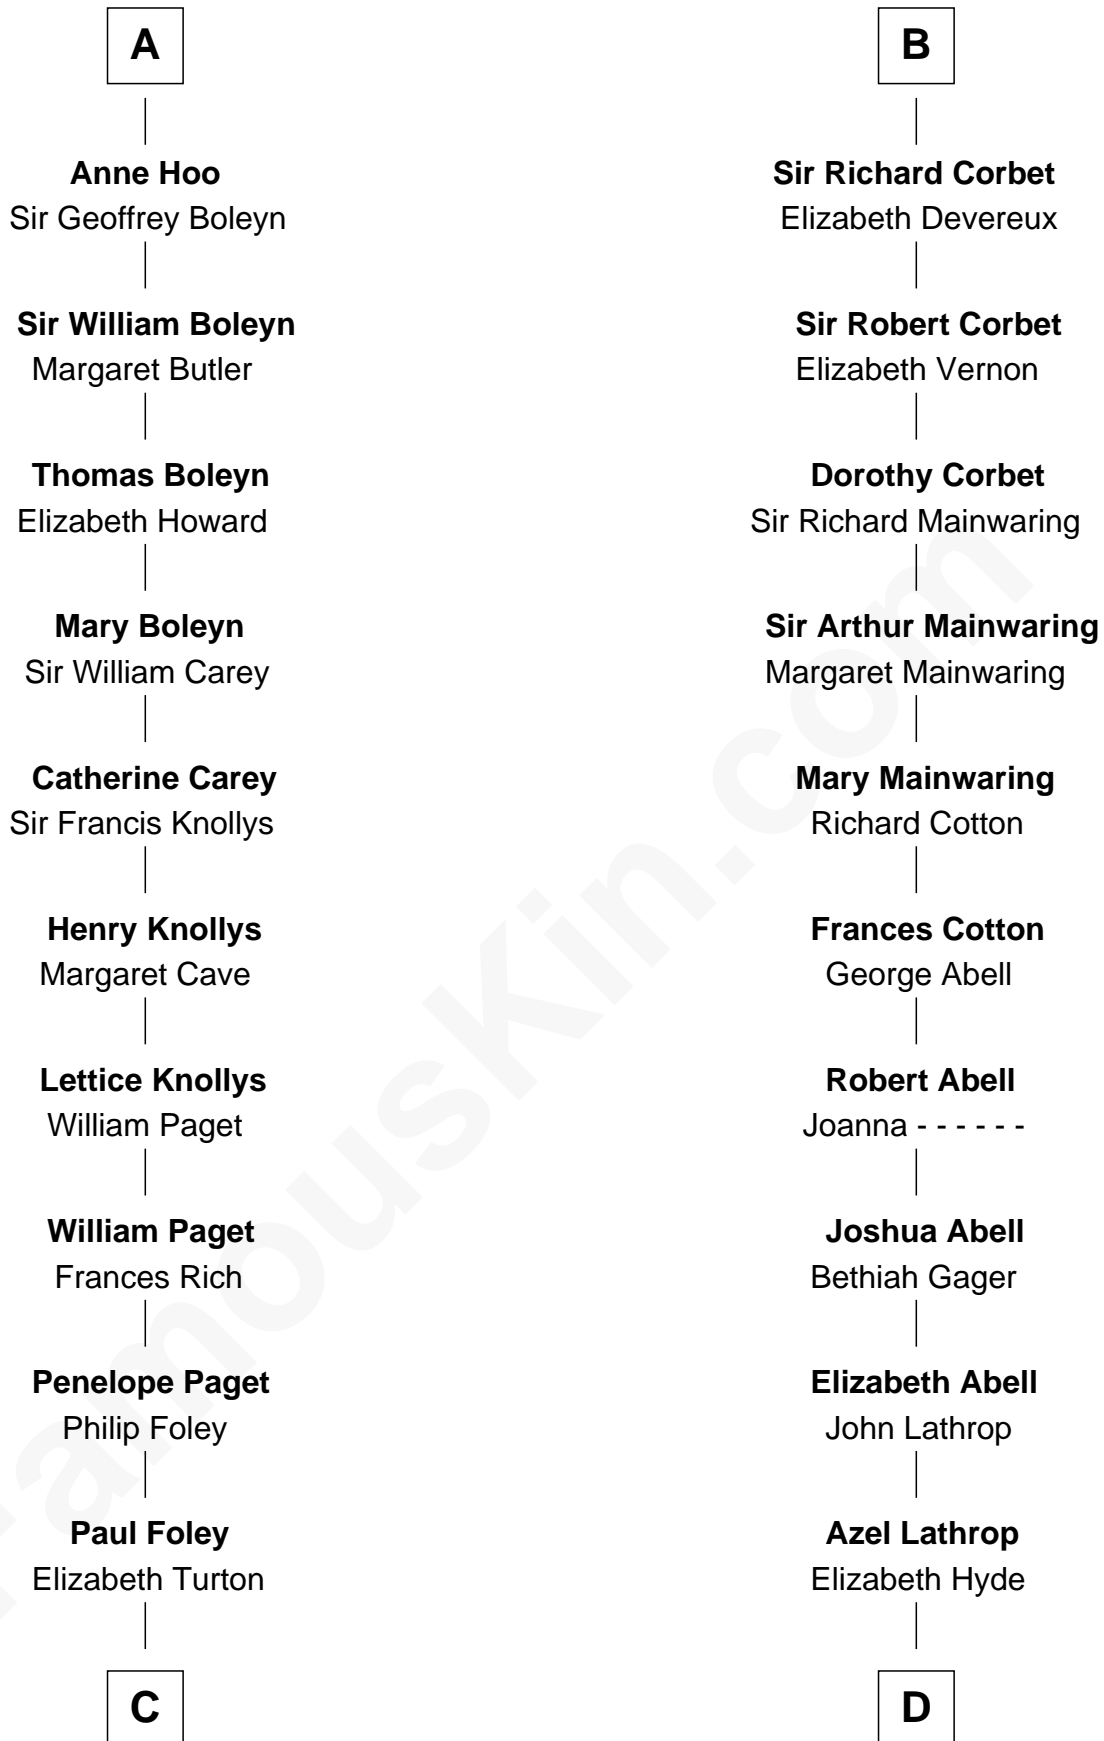 A
Anne Hoo
Sir Geoffrey Boleyn
Sir William Boleyn
Margaret Butler
Thomas Boleyn
Elizabeth Howard
Mary Boleyn
Sir William Carey
Catherine Carey
Sir Francis Knollys
Henry Knollys
Margaret Cave
Lettice Knollys
William Paget
William Paget
Frances Rich
Penelope Paget
Philip Foley
Paul Foley
Elizabeth Turton
C
B
Sir Richard Corbet
Elizabeth Devereux
Sir Robert Corbet
Elizabeth Vernon
Dorothy Corbet
Sir Richard Mainwaring
Sir Arthur Mainwaring
Margaret Mainwaring
Mary Mainwaring
Richard Cotton
Frances Cotton
George Abell
Robert Abell
Joanna - - - - - -
Joshua Abell
Bethiah Gager
Elizabeth Abell
John Lathrop
Azel Lathrop
Elizabeth Hyde
D
FamousKin.com